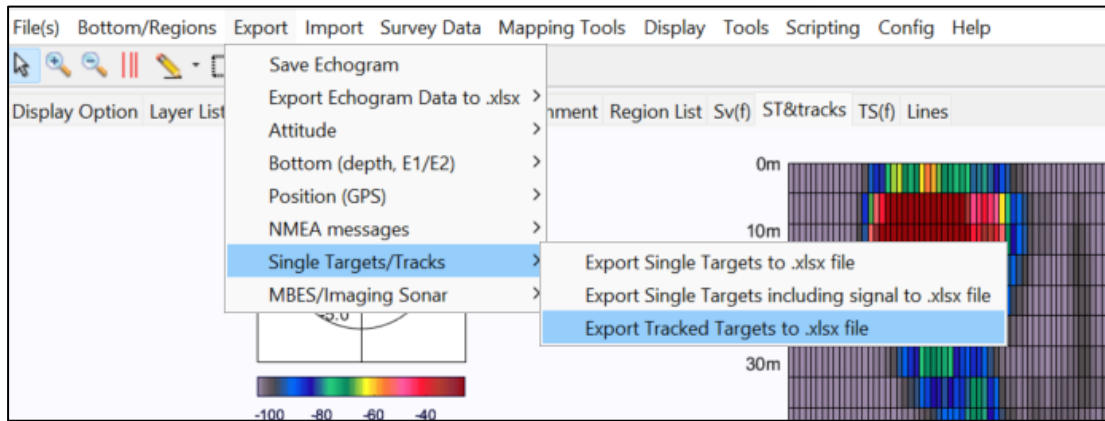 File(s) Bottom/Regions Export Import Survey Data Mapping Tools Display Tools Scripting Config Help
Save Echogram
Export Echogram Data to .xlsx >
Display Option Layer List nment Region List Sv(f) ST&tracks TS(f) Lines
Attitude >
Bottom (depth, E1/E2) >
0m
Position (GPS) >
NMEA messages >
10m
Single Targets/Tracks >
Export Single Targets to .xlsx file
MBES/Imaging Sonar >
Export Single Targets including signal to .xlsx file
-5.0
Export Tracked Targets to .xlsx file
30m
-100 -80 -60 -40